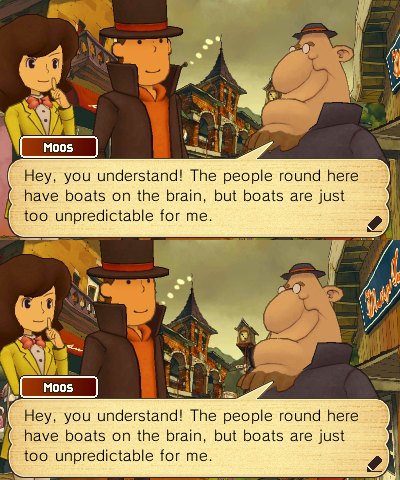 MOOS
Hey, you understand! The people round here
have boats on the brain, but boats are just
too unpredictable for me.
MOOS
Hey, you understand! The people round here
have boats on the brain, but boats are just
too unpredictable for me.